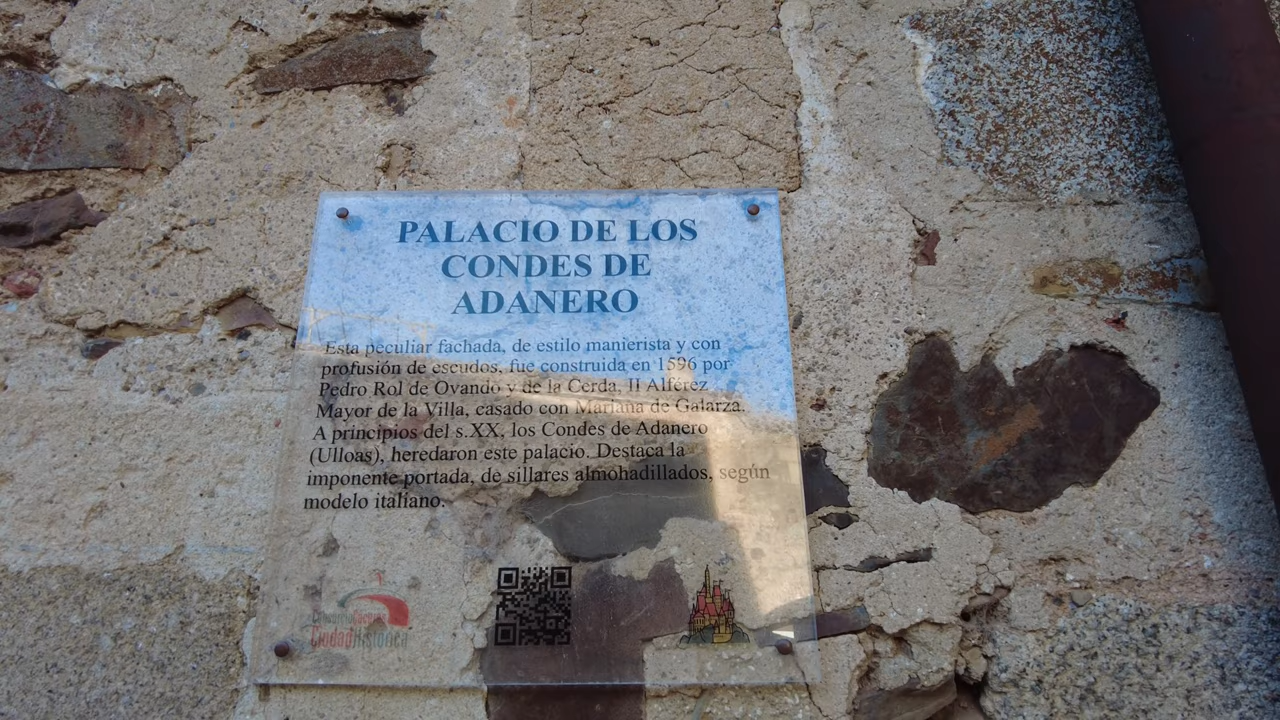 PALACIO DE LOS
CONDES DE
ADANERO
Esta peculiar fachada, de estilo manierista y con
profusión de escudos, fue construida en 1596 por
Pedro Rol de Ovando y de la Cerda, II Alférez
Mayor de la Villa, casado con Mariana de Galarza.
A principios del s.XX, los Condes de Adanero
(Ulloas), heredaron este palacio. Destaca la
imponente portada, de sillares almohadillados, según
modelo italiano.
CiudadHistórica